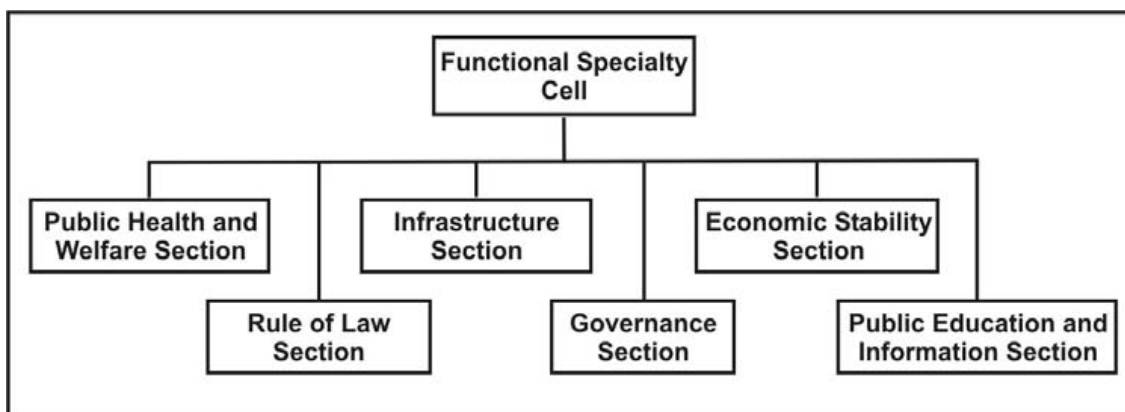 Functional Specialty
Cell
Public Health and
Welfare Section
Infrastructure
Section
Economic Stability
Section
Rule of Law
Section
Governance
Section
Public Education and
Information Section